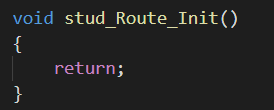 void stud_Route_Init()
{
    return;
}